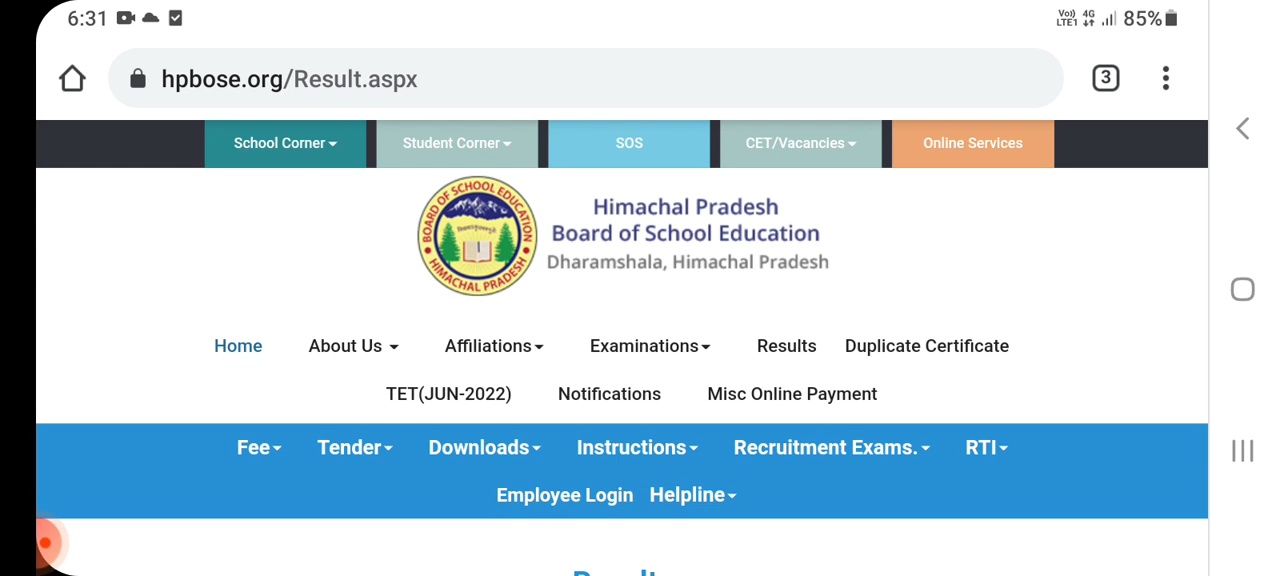 6:31 Vo)) LTE1 4G 85%
hpbose.org/Result.aspx 3
School Corner Student Corner SOS CET/Vacancies Online Services
BOARD OF SCHOOL EDUCATION
HIMACHAL PRADESH
Himachal Pradesh
Board of School Education
Dharamshala, Himachal Pradesh
Home About Us Affiliations Examinations Results Duplicate Certificate
TET(JUN-2022) Notifications Misc Online Payment
Fee Tender Downloads Instructions Recruitment Exams. RTI
Employee Login Helpline